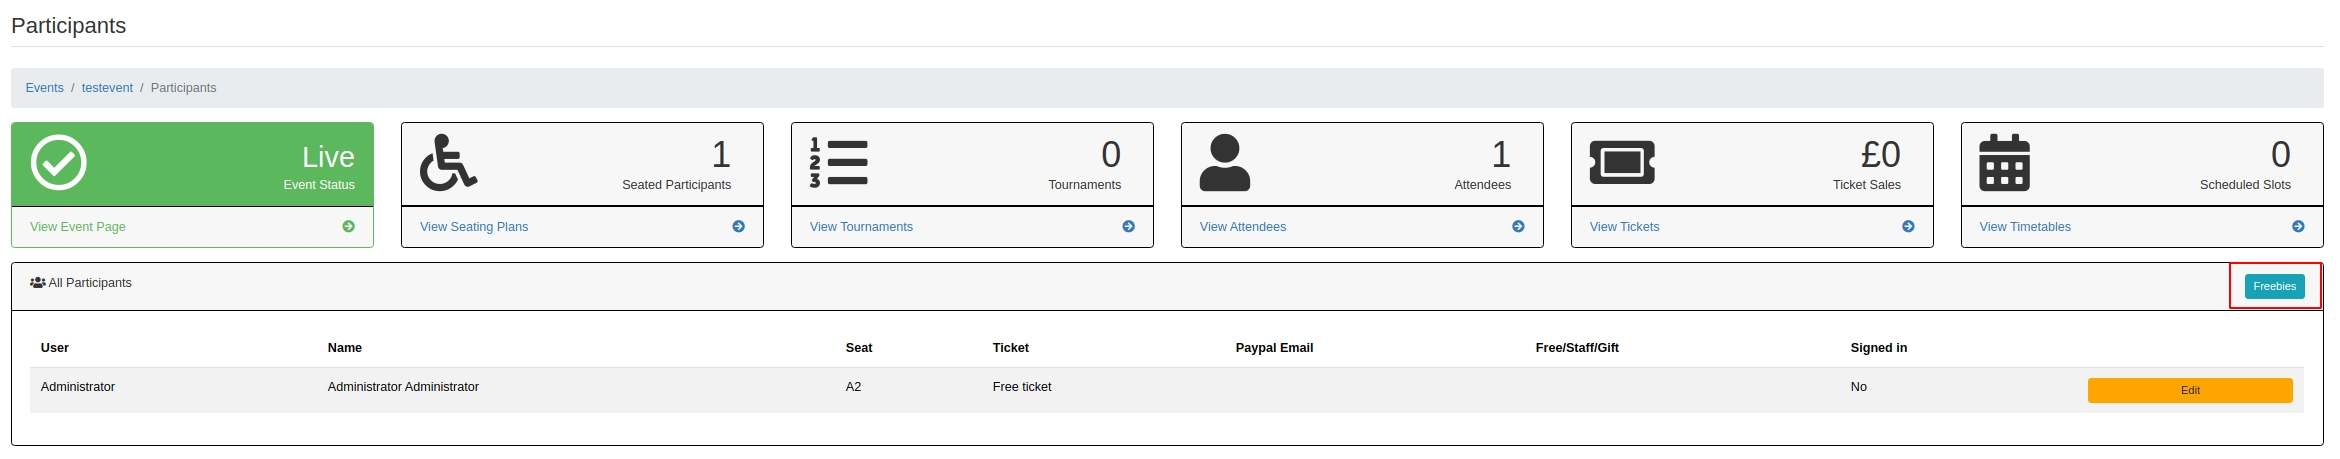 Participants
Events / testevent / Participants
Live
Event Status
View Event Page
1
Seated Participants
View Seating Plans
1
2
3
0
Tournaments
View Tournaments
1
Attendees
View Attendees
£0
Ticket Sales
View Tickets
0
Scheduled Slots
View Timetables
All Participants
Freebies
User Name Seat Ticket Paypal Email Free/Staff/Gift Signed in
Administrator Administrator Administrator A2 Free ticket No Edit